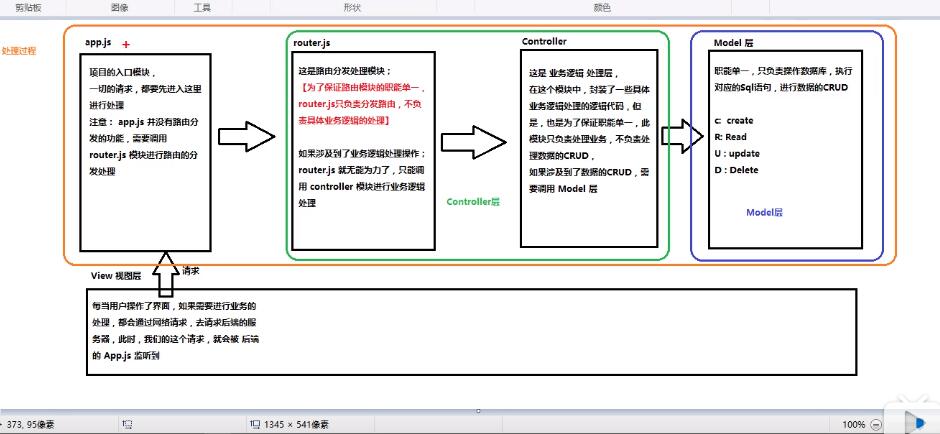 剪贴板
图像
工具
形状
颜色
处理过程
app.js +
项目的入口模块，
一切的请求，都要先进入这里
进行处理
注意： app.js 并没有路由分
发的功能，需要调用
router.js 模块进行路由的分
发处理
router.js
这是路由分发处理模块；
【为了保证路由模块的职能单一，
router.js只负责分发路由，不负
责具体业务逻辑的处理】
如果涉及到了业务逻辑处理操作；
router.js 就无能为力了，只能调
用 controller 模块进行业务逻辑
处理
Controller层
Controller
这是 业务逻辑 处理层，
在这个模块中，封装了一些具体
业务逻辑处理的逻辑代码，但
是，也是为了保证职能单一，此
模块只负责处理业务，不负责处
理数据的CRUD，
如果涉及到了数据的CRUD，需
要调用 Model 层
Model 层
职能单一，只负责操作数据库，执行
对应的Sql语句，进行数据的CRUD
c: create
R: Read
U : update
D : Delete
Model层
View 视图层
请求
每当用户操作了界面，如果需要进行业务的
处理，都会通过网络请求，去请求后端的服
务器，此时，我们的这个请求，就会被 后端
的 App.js 监听到
373, 95像素
1345 × 541像素
100%